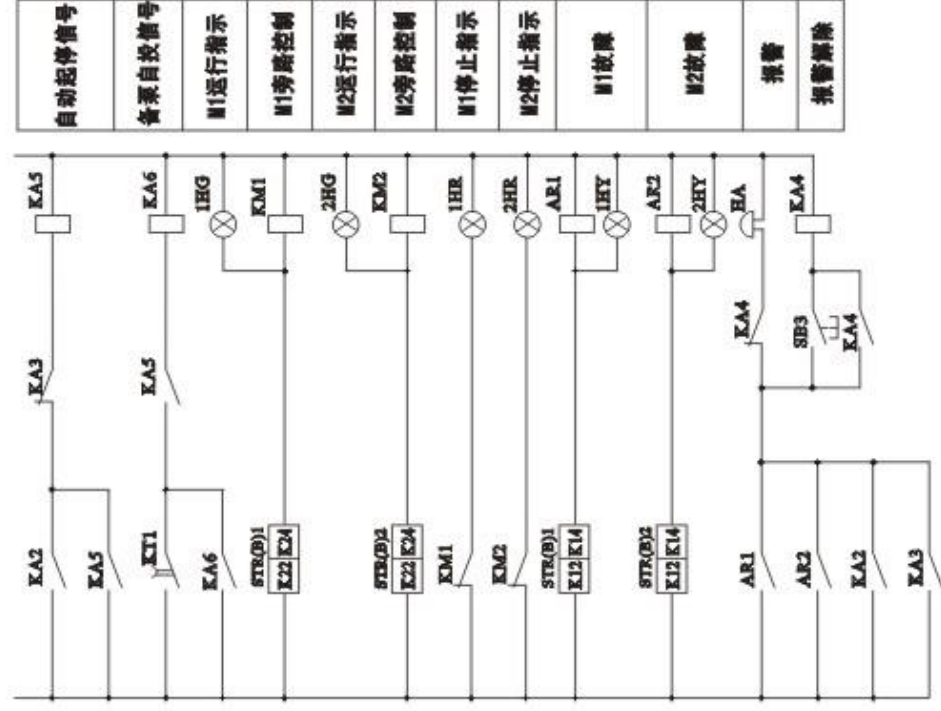 KA2 KA3 KA5 自动起停信号
KA5
KT1 KA5 KA6 备菜自投信号
KA6
1HG M1运行指示
STR(B)1 KM1 M1旁路控制
K22 K24
2HG M2运行指示
STR(B)2 KM2 M2旁路控制
K22 K24
KM1 1HR M1停止指示
KM2 2HR M2停止指示
STR(B)1 AR1 M1故障
K12 K14
1HY
STR(B)2 AR2 M2故障
K12 K14
2HY
AR1 KA4 HA 报警
AR2 SB3 KA4 报警解除
KA2 KA4
KA3